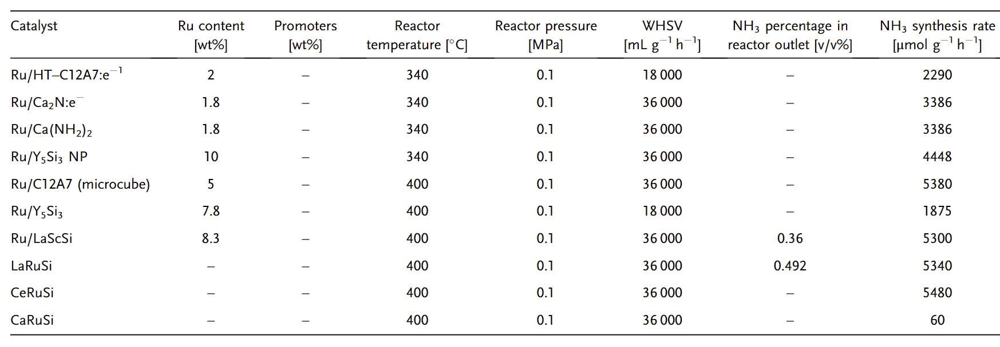 Catalyst Ru content Promoters Reactor Reactor pressure WHSV NH₃ percentage in NH₃ synthesis rate
[wt%] [wt%] temperature [°C] [MPa] [mL g⁻¹ h⁻¹] reactor outlet [v/v%] [μmol g⁻¹ h⁻¹]
Ru/HT–C12A7:e⁻¹ 2 – 340 0.1 18 000 – 2290
Ru/Ca₂N:e⁻ 1.8 – 340 0.1 36 000 – 3386
Ru/Ca(NH₂)₂ 1.8 – 340 0.1 36 000 – 3386
Ru/Y₅Si₃ NP 10 – 340 0.1 36 000 – 4448
Ru/C12A7 (microcube) 5 – 400 0.1 36 000 – 5380
Ru/Y₅Si₃ 7.8 – 400 0.1 18 000 – 1875
Ru/LaScSi 8.3 – 400 0.1 36 000 0.36 5300
LaRuSi – – 400 0.1 36 000 0.492 5340
CeRuSi – – 400 0.1 36 000 – 5480
CaRuSi – – 400 0.1 36 000 – 60